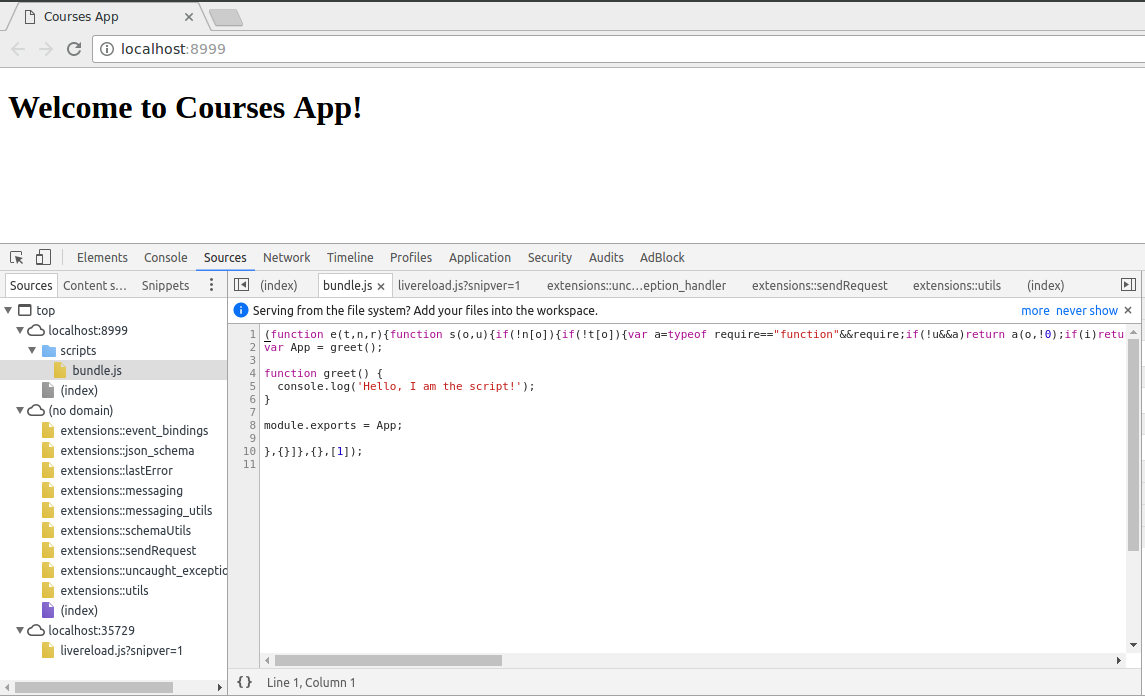 Courses App
localhost:8999
Welcome to Courses App!
Elements Console Sources Network Timeline Profiles Application Security Audits AdBlock
Sources Content s... Snippets
(index) bundle.js livereload.js?snipver=1 extensions::unc...eption_handler extensions::sendRequest extensions::utils (index)
top
localhost:8999
scripts
bundle.js
(index)
(no domain)
extensions::event_bindings
extensions::json_schema
extensions::lastError
extensions::messaging
extensions::messaging_utils
extensions::schemaUtils
extensions::sendRequest
extensions::uncaught_exceptio
extensions::utils
(index)
localhost:35729
livereload.js?snipver=1
Serving from the file system? Add your files into the workspace. more never show
1 (function e(t,n,r){function s(o,u){if(!n[o]){if(!t[o]){var a=typeof require=="function"&&require;if(!u&&a)return a(o,!0);if(i)retu
2 var App = greet();
3
4 function greet() {
5   console.log('Hello, I am the script!');
6 }
7
8 module.exports = App;
9
10 },{}]},{},[1]);
11
{} Line 1, Column 1